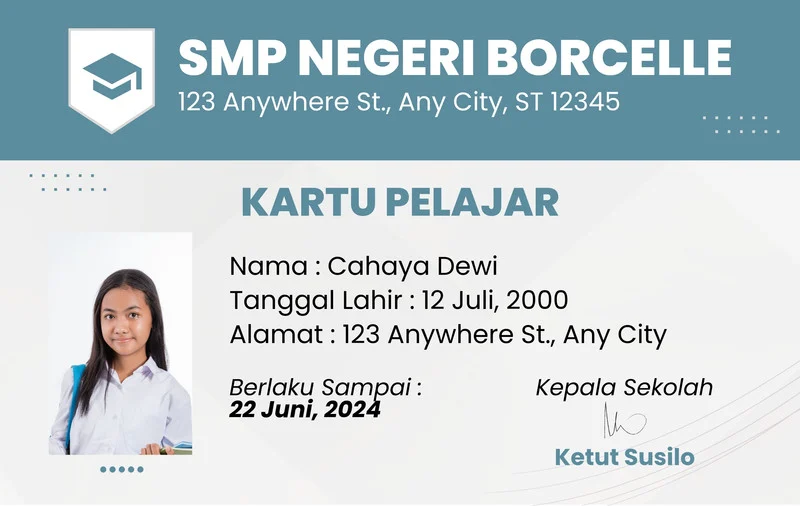 SMP NEGERI BORCELLE
123 Anywhere St., Any City, ST 12345
KARTU PELAJAR
Nama : Cahaya Dewi
Tanggal Lahir : 12 Juli, 2000
Alamat : 123 Anywhere St., Any City
Berlaku Sampai :
22 Juni, 2024
Kepala Sekolah
Ketut Susilo